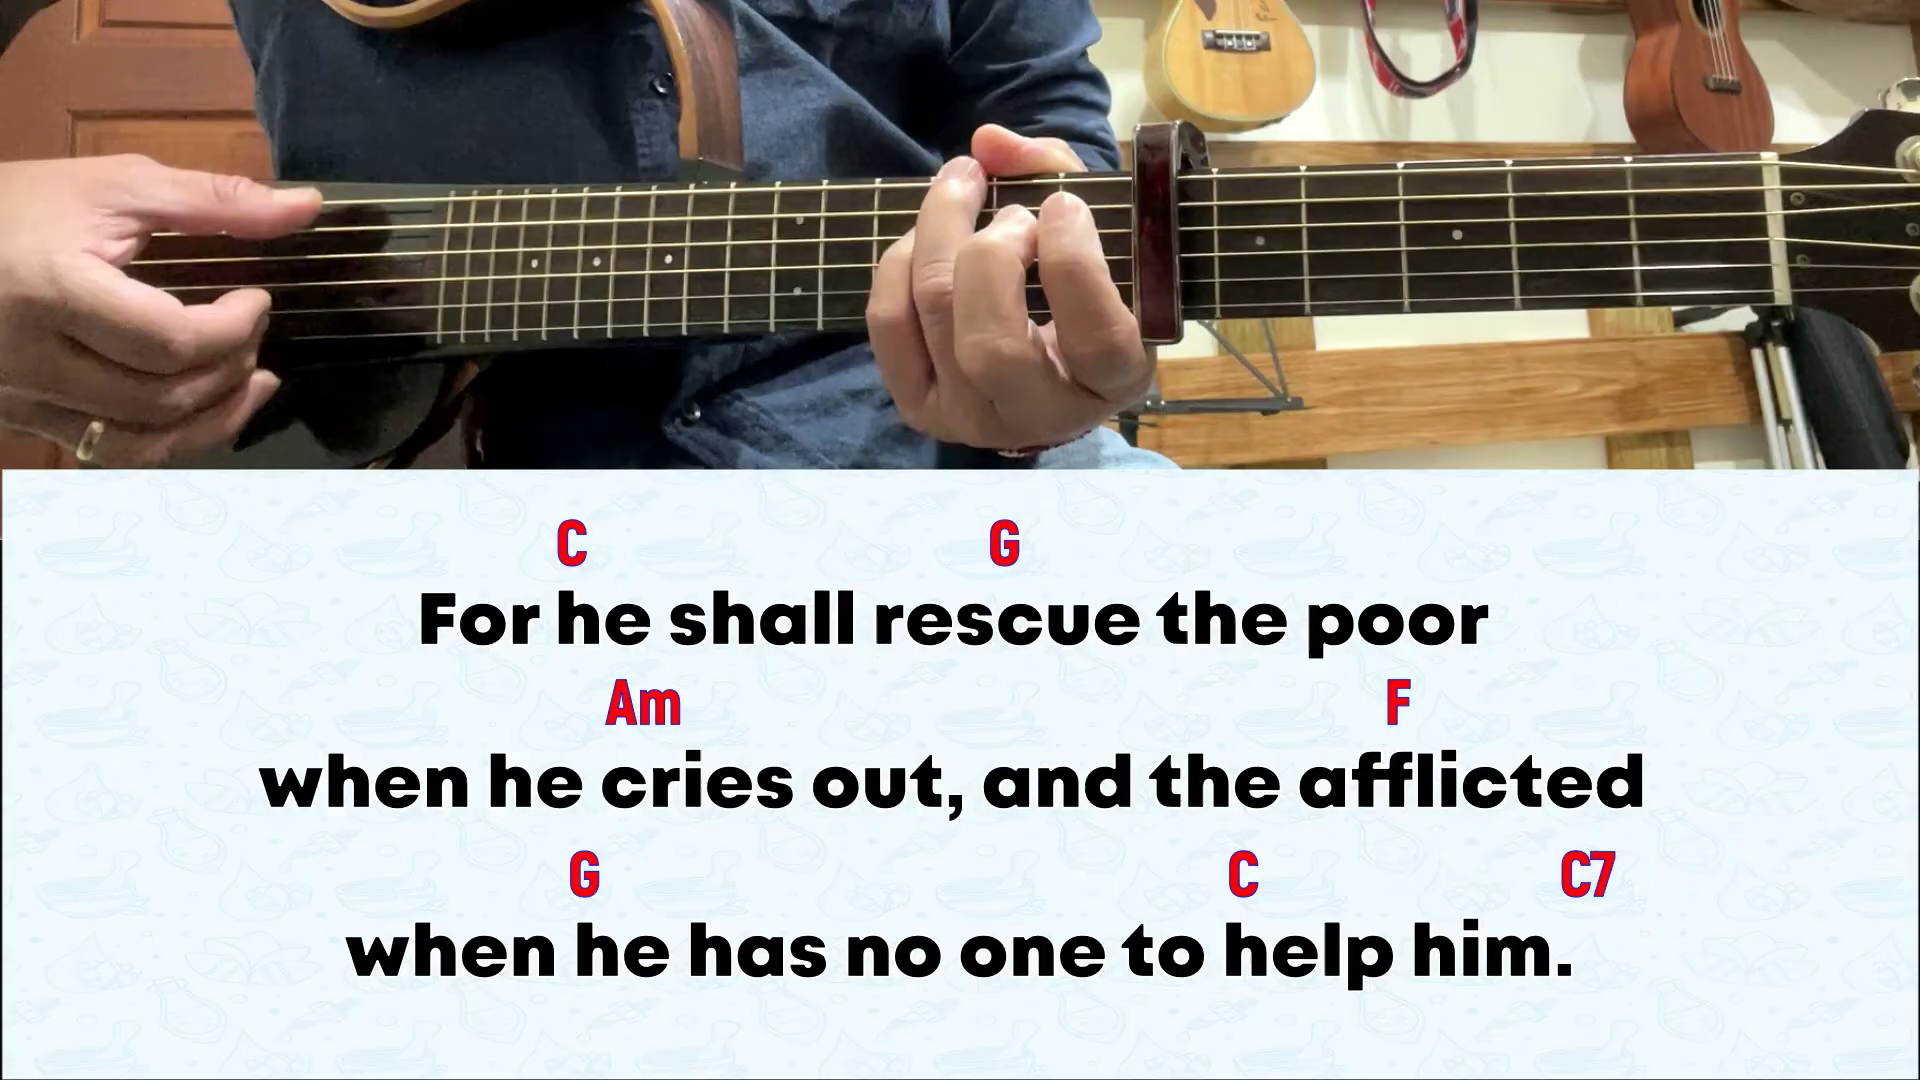 C G
For he shall rescue the poor
Am F
when he cries out, and the afflicted
G C C7
when he has no one to help him.